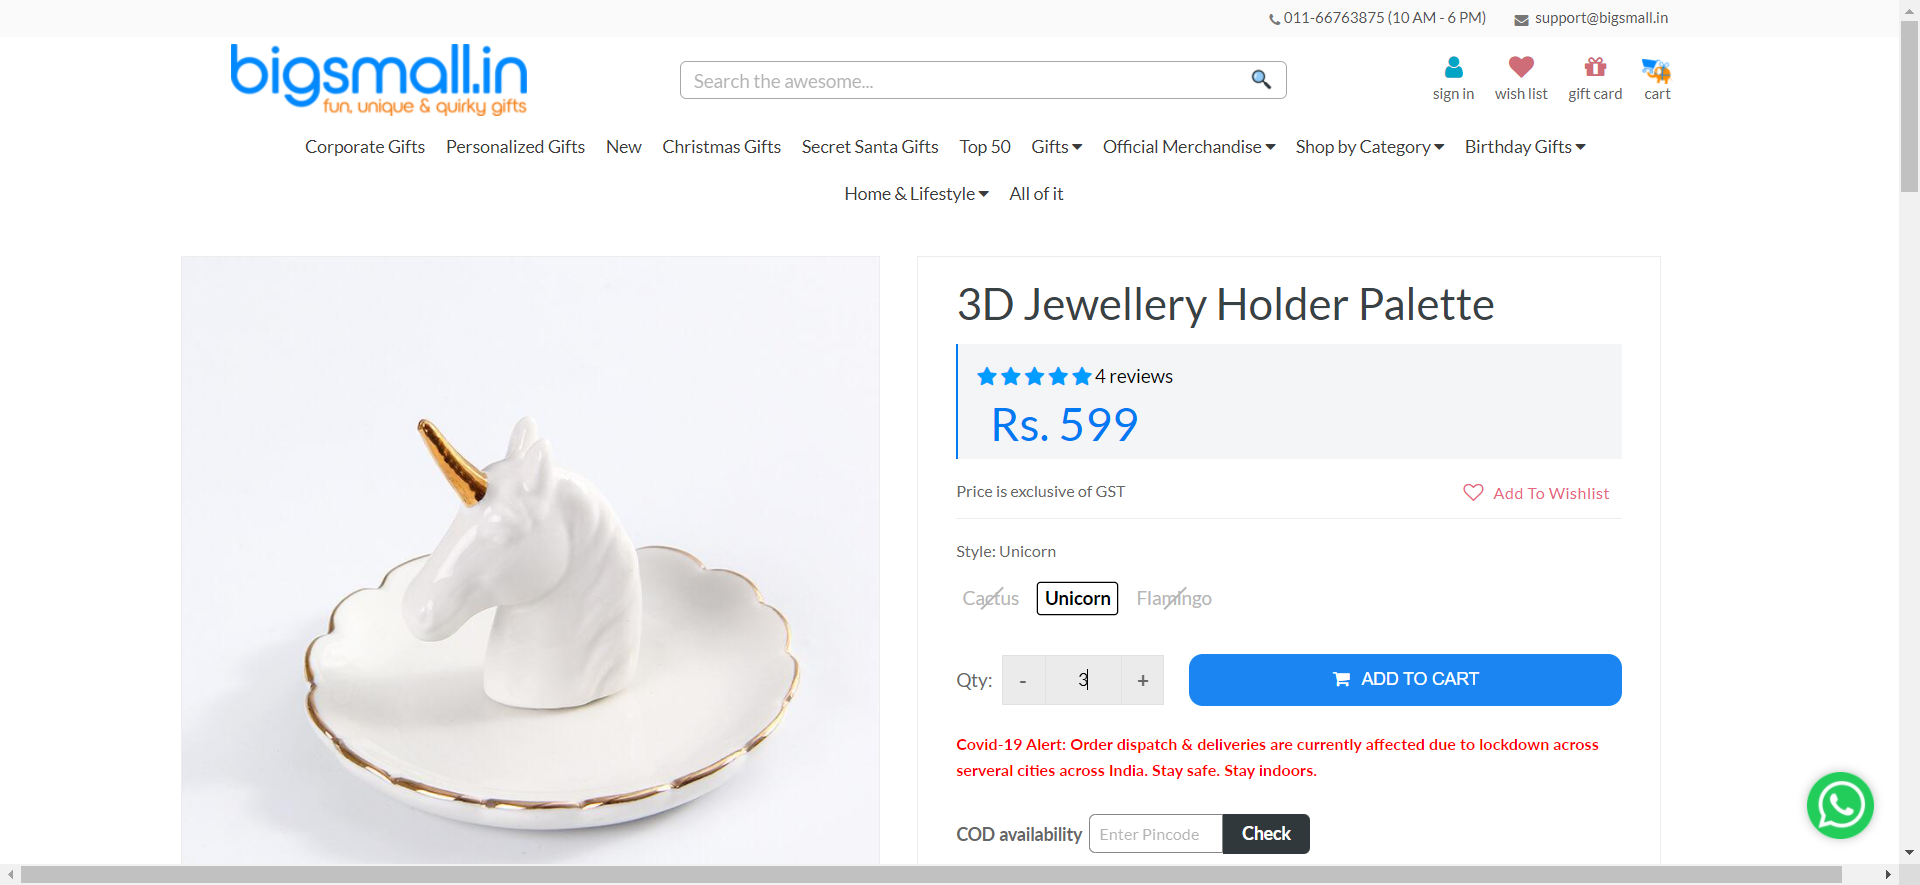 011-66763875 (10 AM - 6 PM) support@bigsmall.in
bigsmall.in
fun, unique & quirky gifts
Search the awesome...
sign in wish list gift card cart
Corporate Gifts Personalized Gifts New Christmas Gifts Secret Santa Gifts Top 50 Gifts Official Merchandise Shop by Category Birthday Gifts
Home & Lifestyle All of it
3D Jewellery Holder Palette
4 reviews
Rs. 599
Price is exclusive of GST
Add To Wishlist
Style: Unicorn
Cactus Unicorn Flamingo
Qty: - 3 + ADD TO CART
Covid-19 Alert: Order dispatch & deliveries are currently affected due to lockdown across
serveral cities across India. Stay safe. Stay indoors.
COD availability Enter Pincode Check